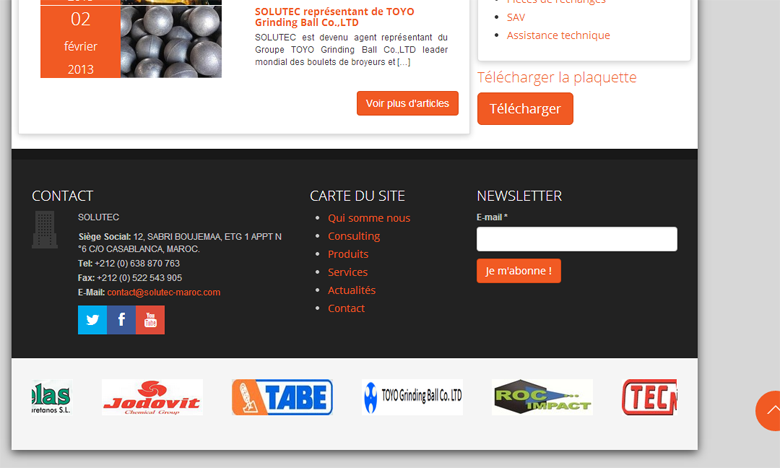 02
février
2013
SOLUTEC représentant de TOYO
Grinding Ball Co.,LTD
SOLUTEC est devenu agent représentant du
Groupe TOYO Grinding Ball Co.,LTD leader
mondial des boulets de broyeurs et [...]
Voir plus d'articles
SAV
Assistance technique
Télécharger la plaquette
Télécharger
CONTACT
SOLUTEC
Siège Social: 12, SABRI BOUJEMAA, ETG 1 APPT N
°6 C/O CASABLANCA, MAROC.
Tel: +212 (0) 638 870 763
Fax: +212 (0) 522 543 905
E-Mail: contact@solutec-maroc.com
You
Tube
CARTE DU SITE
Qui somme nous
Consulting
Produits
Services
Actualités
Contact
NEWSLETTER
E-mail *
Je m'abonne !
elas
uretanos S.L.
Jodovit
Chemical Group
TABE
TOYO Grinding Ball Co. LTD
ROC
IMPACT
TECN